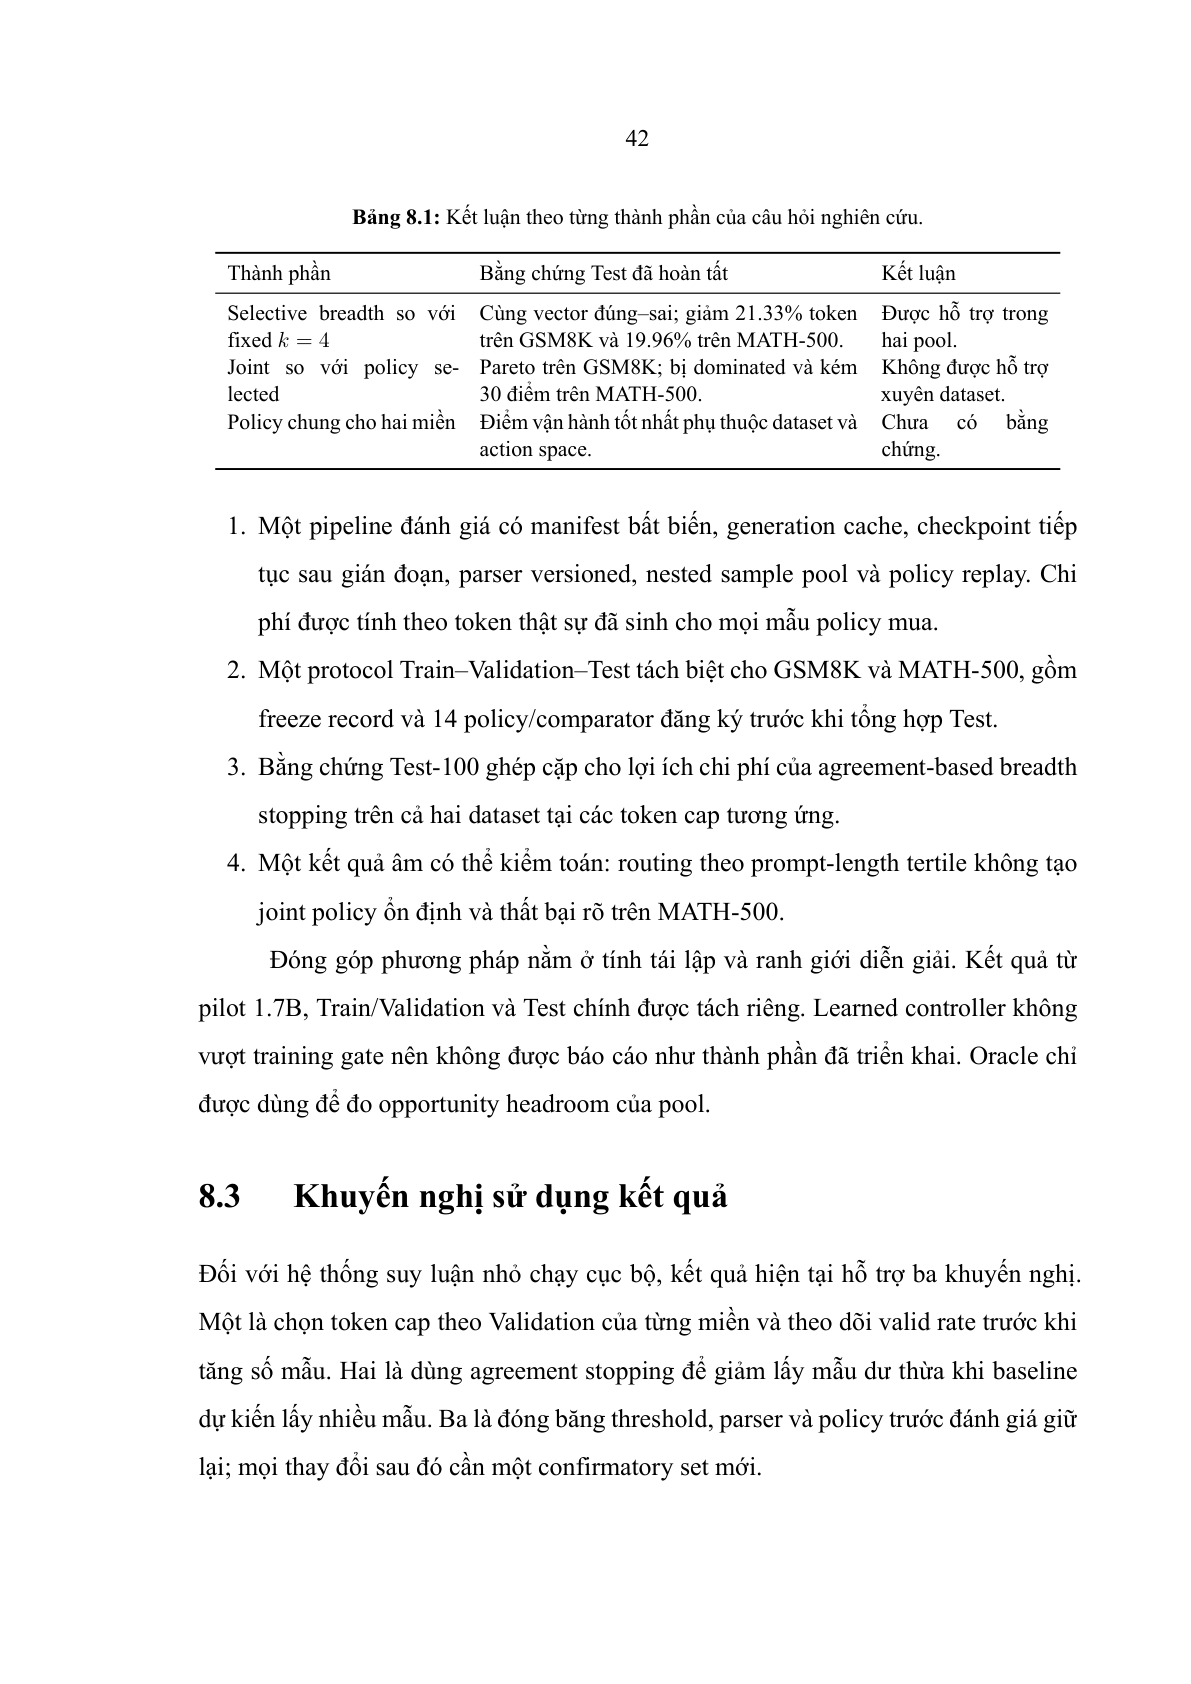 42
Bảng 8.1: Kết luận theo từng thành phần của câu hỏi nghiên cứu.
Thành phần Bằng chứng Test đã hoàn tất Kết luận
Selective breadth so với Cùng vector đúng–sai; giảm 21.33% token Được hỗ trợ trong
fixed k = 4 trên GSM8K và 19.96% trên MATH-500. hai pool.
Joint so với policy se- Pareto trên GSM8K; bị dominated và kém Không được hỗ trợ
lected 30 điểm trên MATH-500. xuyên dataset.
Policy chung cho hai miền Điểm vận hành tốt nhất phụ thuộc dataset và Chưa có bằng
action space. chứng.
1. Một pipeline đánh giá có manifest bất biến, generation cache, checkpoint tiếp
tục sau gián đoạn, parser versioned, nested sample pool và policy replay. Chi
phí được tính theo token thật sự đã sinh cho mọi mẫu policy mua.
2. Một protocol Train–Validation–Test tách biệt cho GSM8K và MATH-500, gồm
freeze record và 14 policy/comparator đăng ký trước khi tổng hợp Test.
3. Bằng chứng Test-100 ghép cặp cho lợi ích chi phí của agreement-based breadth
stopping trên cả hai dataset tại các token cap tương ứng.
4. Một kết quả âm có thể kiểm toán: routing theo prompt-length tertile không tạo
joint policy ổn định và thất bại rõ trên MATH-500.
Đóng góp phương pháp nằm ở tính tái lập và ranh giới diễn giải. Kết quả từ
pilot 1.7B, Train/Validation và Test chính được tách riêng. Learned controller không
vượt training gate nên không được báo cáo như thành phần đã triển khai. Oracle chỉ
được dùng để đo opportunity headroom của pool.
8.3 Khuyến nghị sử dụng kết quả
Đối với hệ thống suy luận nhỏ chạy cục bộ, kết quả hiện tại hỗ trợ ba khuyến nghị.
Một là chọn token cap theo Validation của từng miền và theo dõi valid rate trước khi
tăng số mẫu. Hai là dùng agreement stopping để giảm lấy mẫu dư thừa khi baseline
dự kiến lấy nhiều mẫu. Ba là đóng băng threshold, parser và policy trước đánh giá giữ
lại; mọi thay đổi sau đó cần một confirmatory set mới.